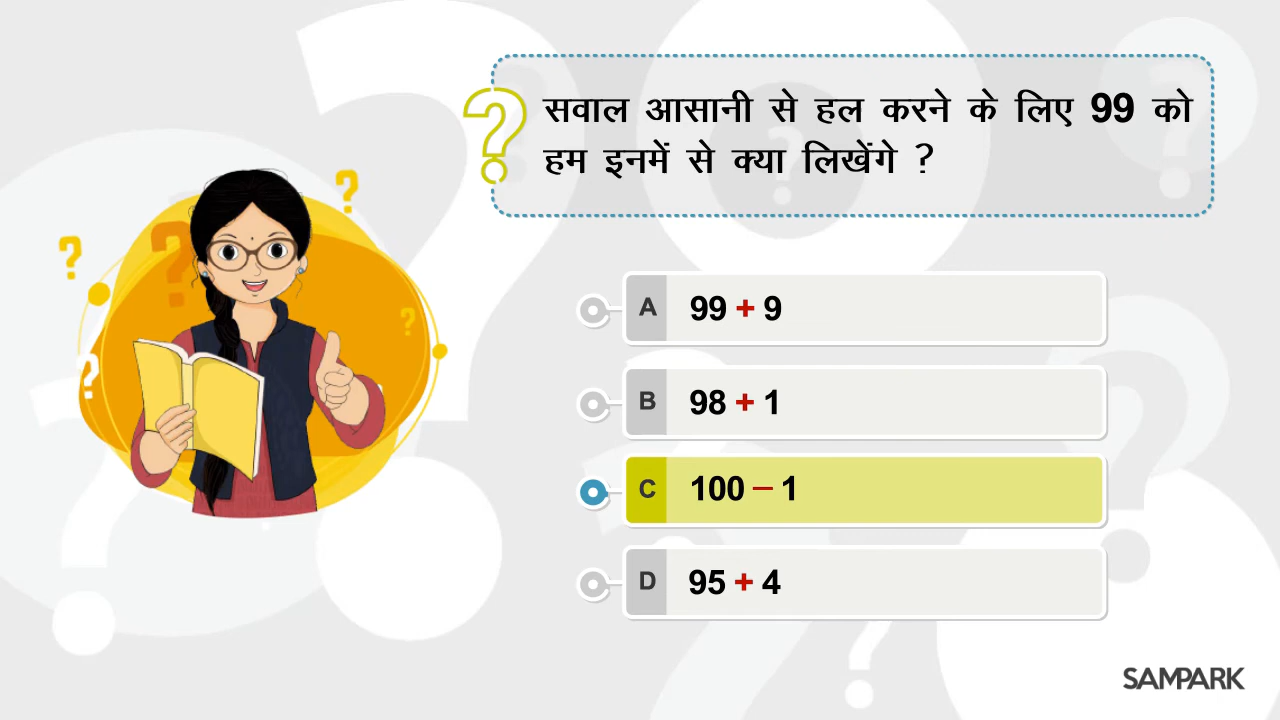 सवाल आसानी से हल करने के लिए 99 को
हम इनमें से क्या लिखेंगे ?
A 99 + 9
B 98 + 1
C 100 – 1
D 95 + 4
SAMPARK